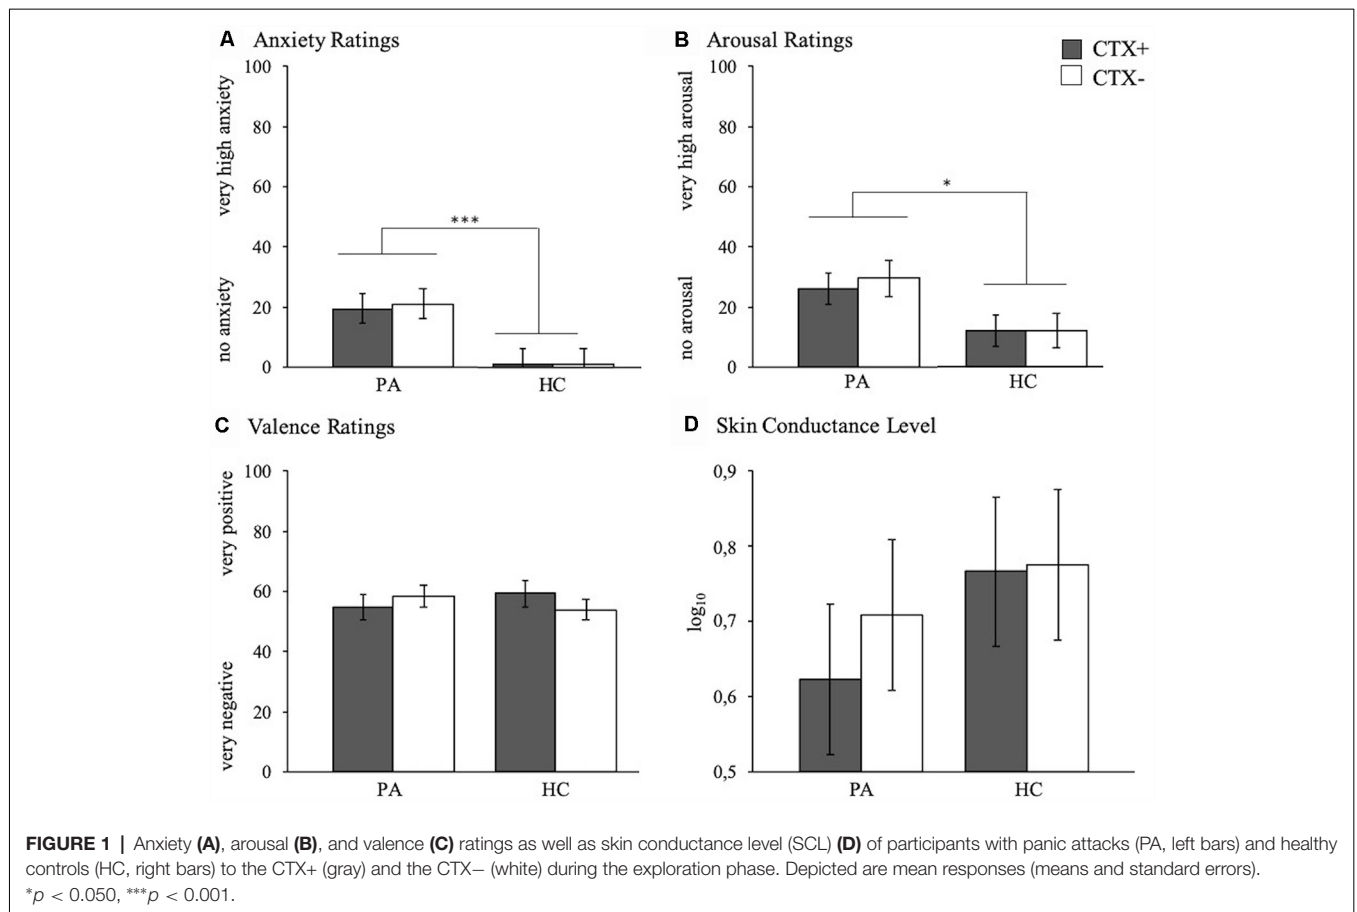 A Anxiety Ratings
very high anxiety
no anxiety
100
80
60
40
20
0
***
PA
HC
B Arousal Ratings
very high arousal
no arousal
100
80
60
40
20
0
*
PA
HC
CTX+
CTX-
C Valence Ratings
very positive
very negative
100
80
60
40
20
0
PA
HC
D Skin Conductance Level
log10
0,9
0,8
0,7
0,6
0,5
PA
HC
FIGURE 1 | Anxiety (A), arousal (B), and valence (C) ratings as well as skin conductance level (SCL) (D) of participants with panic attacks (PA, left bars) and healthy
controls (HC, right bars) to the CTX+ (gray) and the CTX− (white) during the exploration phase. Depicted are mean responses (means and standard errors).
*p < 0.050, ***p < 0.001.